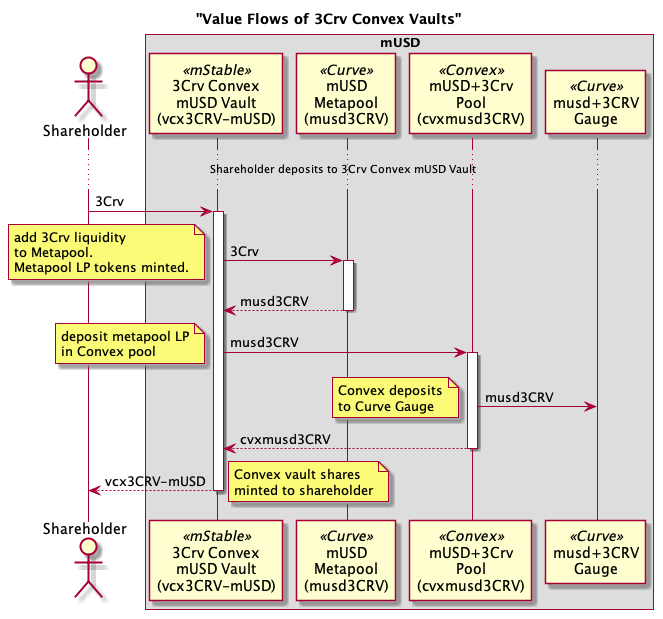 "Value Flows of 3Crv Convex Vaults"
mUSD
«mStable»
3Crv Convex
mUSD Vault
(vcx3CRV-mUSD)
«Curve»
mUSD
Metapool
(musd3CRV)
«Convex»
mUSD+3Crv
Pool
(cvxmusd3CRV)
«Curve»
musd+3CRV
Gauge
Shareholder
Shareholder deposits to 3Crv Convex mUSD Vault
3Crv
add 3Crv liquidity
to Metapool.
Metapool LP tokens minted.
3Crv
musd3CRV
deposit metapool LP
in Convex pool
musd3CRV
Convex deposits
to Curve Gauge
musd3CRV
cvxmusd3CRV
Convex vault shares
minted to shareholder
vcx3CRV-mUSD
Shareholder
«mStable»
3Crv Convex
mUSD Vault
(vcx3CRV-mUSD)
«Curve»
mUSD
Metapool
(musd3CRV)
«Convex»
mUSD+3Crv
Pool
(cvxmusd3CRV)
«Curve»
musd+3CRV
Gauge